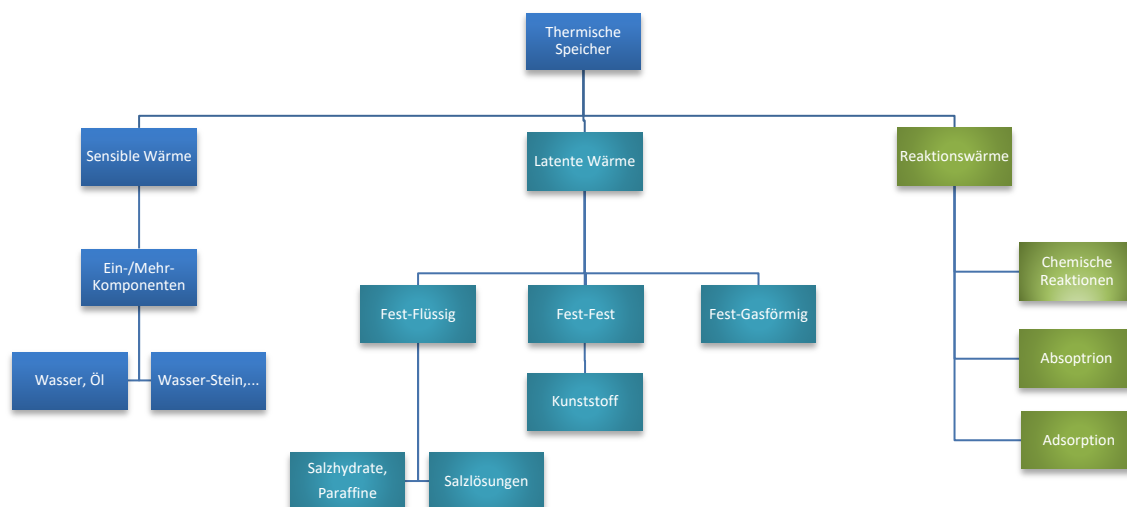 Thermische
Speicher
Sensible Wärme
Latente Wärme
Reaktionswärme
Ein-/Mehr-
Komponenten
Chemische
Reaktionen
Fest-Flüssig
Fest-Fest
Fest-Gasförmig
Wasser, Öl
Wasser-Stein,...
Absoptrion
Kunststoff
Adsorption
Salzhydrate,
Paraffine
Salzlösungen